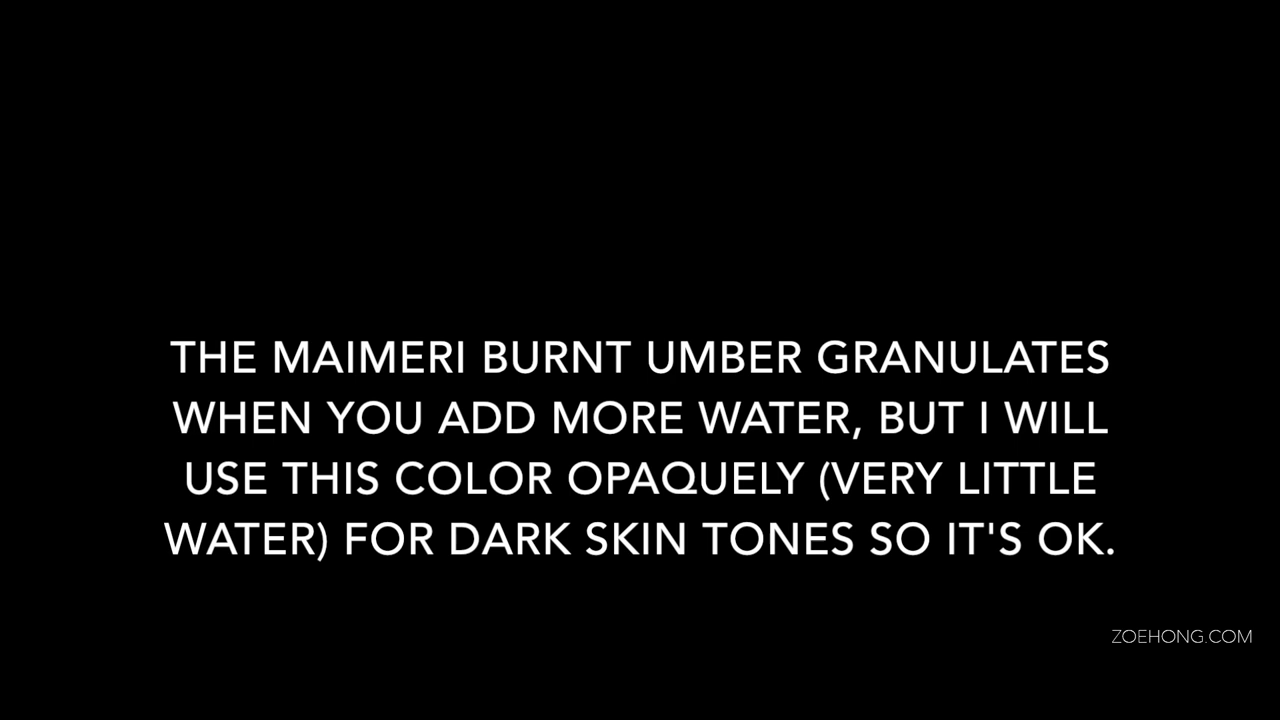 THE MAIMERI BURNT UMBER GRANULATES
WHEN YOU ADD MORE WATER, BUT I WILL
USE THIS COLOR OPAQUELY (VERY LITTLE
WATER) FOR DARK SKIN TONES SO IT'S OK.
ZOEHONG.COM